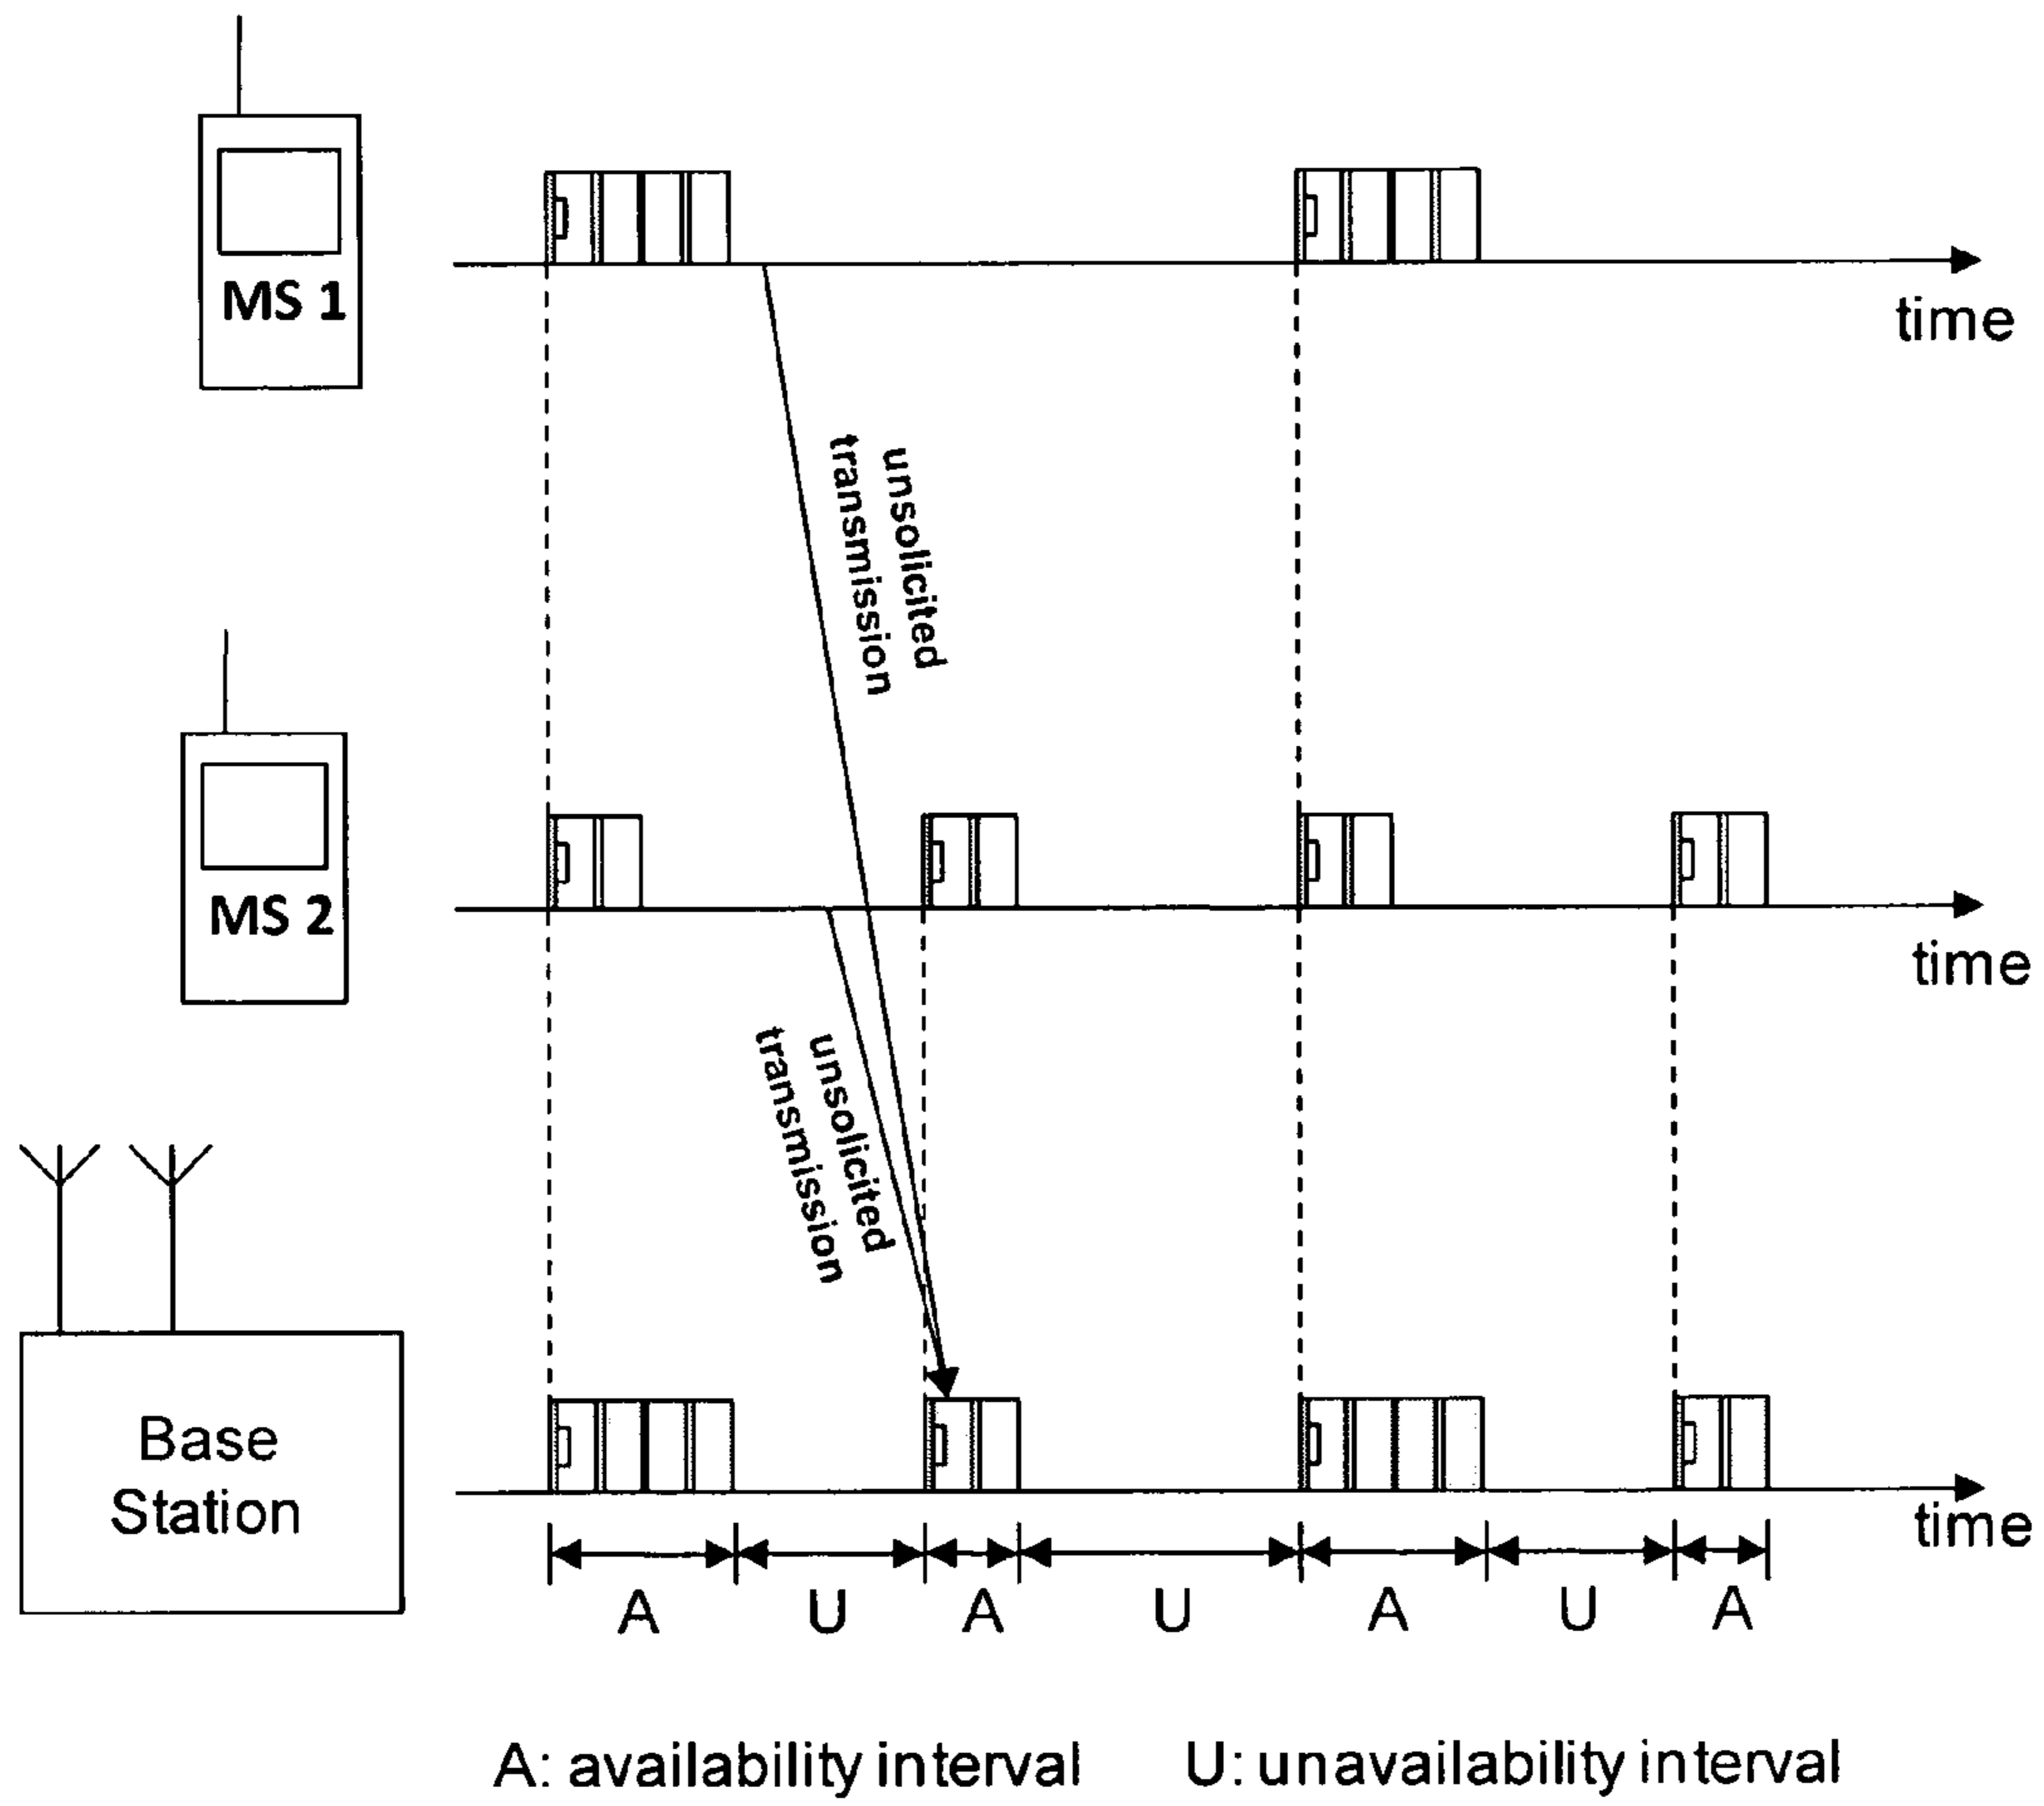 MS 1
time
unsolicited
transmission
MS 2
time
unsolicited
transmission
Base
Station
time
A U A U A U A
A: availability interval U: unavailability interval